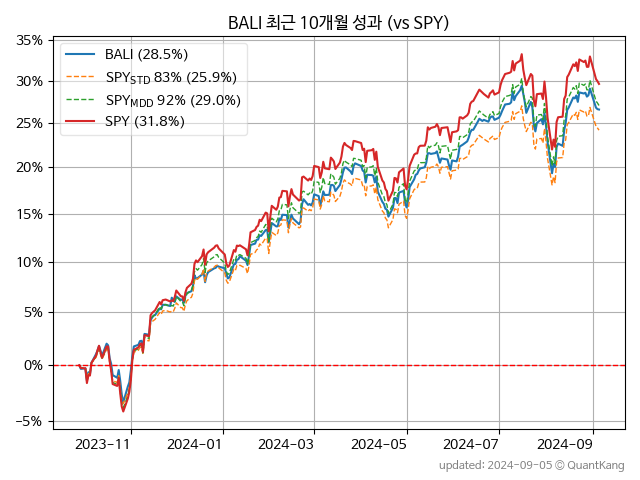 BALI 최근 10개월 성과 (vs SPY)
35%
30%
25%
20%
15%
10%
5%
0%
−5%
BALI (28.5%)
SPY_STD 83% (25.9%)
SPY_MDD 92% (29.0%)
SPY (31.8%)
2023−11 2024−01 2024−03 2024−05 2024−07 2024−09
updated: 2024−09−05 © QuantKang